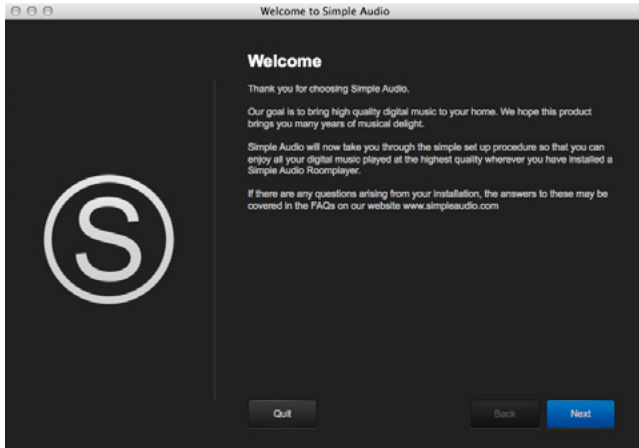 Welcome to Simple Audio
Welcome
Thank you for choosing Simple Audio.
Our goal is to bring high quality digital music to your home. We hope this product
brings you many years of musical delight.
Simple Audio will now take you through the simple set up procedure so that you can
enjoy all your digital music played at the highest quality wherever you have installed a
Simple Audio Roomplayer.
If there are any questions arising from your installation, the answers to these may be
covered in the FAQs on our website www.simpleaudio.com
S
Quit
Back
Next